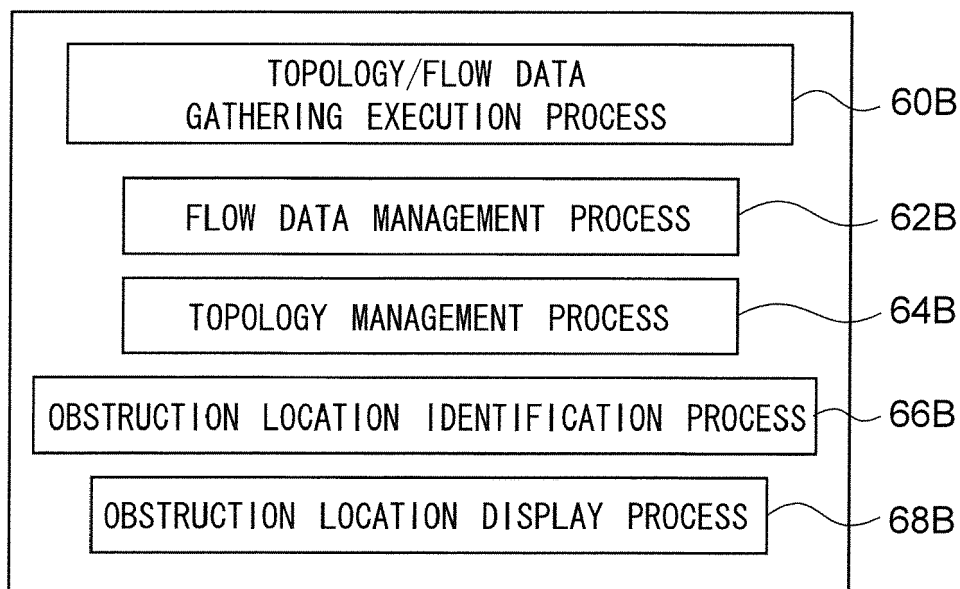 TOPOLOGY/FLOW DATA
GATHERING EXECUTION PROCESS
60B
FLOW DATA MANAGEMENT PROCESS
62B
TOPOLOGY MANAGEMENT PROCESS
64B
OBSTRUCTION LOCATION IDENTIFICATION PROCESS
66B
OBSTRUCTION LOCATION DISPLAY PROCESS
68B